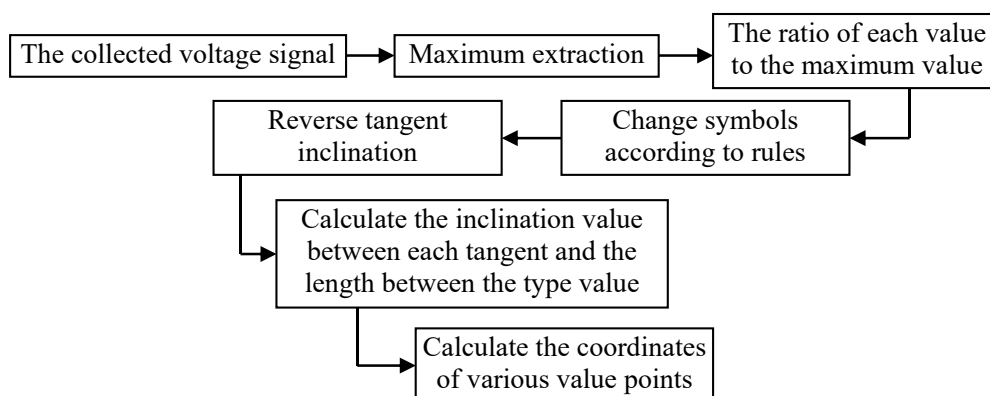 The collected voltage signal
Maximum extraction
The ratio of each value
to the maximum value
Change symbols
according to rules
Reverse tangent
inclination
Calculate the inclination value
between each tangent and the
length between the type value
Calculate the coordinates
of various value points